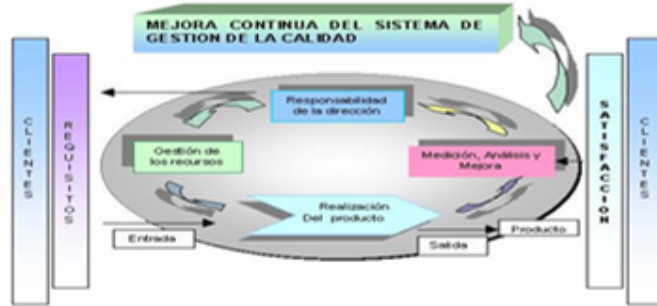 MEJORA CONTINUA DEL SISTEMA DE
GESTION DE LA CALIDAD
CLIENTES
REQUISITOS
Responsabilidad
de la dirección
Gestión de
los recursos
Medición, Análisis y
Mejora
Realización
Del producto
Entrada
Salida
Producto
SATISFACCION
CLIENTES